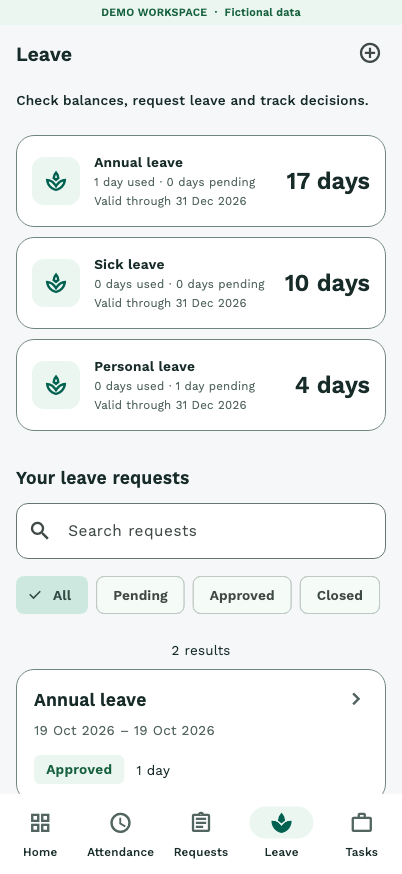 DEMO WORKSPACE · Fictional data
Leave
Check balances, request leave and track decisions.
Annual leave
1 day used · 0 days pending
Valid through 31 Dec 2026
17 days
Sick leave
0 days used · 0 days pending
Valid through 31 Dec 2026
10 days
Personal leave
0 days used · 1 day pending
Valid through 31 Dec 2026
4 days
Your leave requests
Search requests
All
Pending
Approved
Closed
2 results
Annual leave
19 Oct 2026 – 19 Oct 2026
Approved
1 day
Home
Attendance
Requests
Leave
Tasks